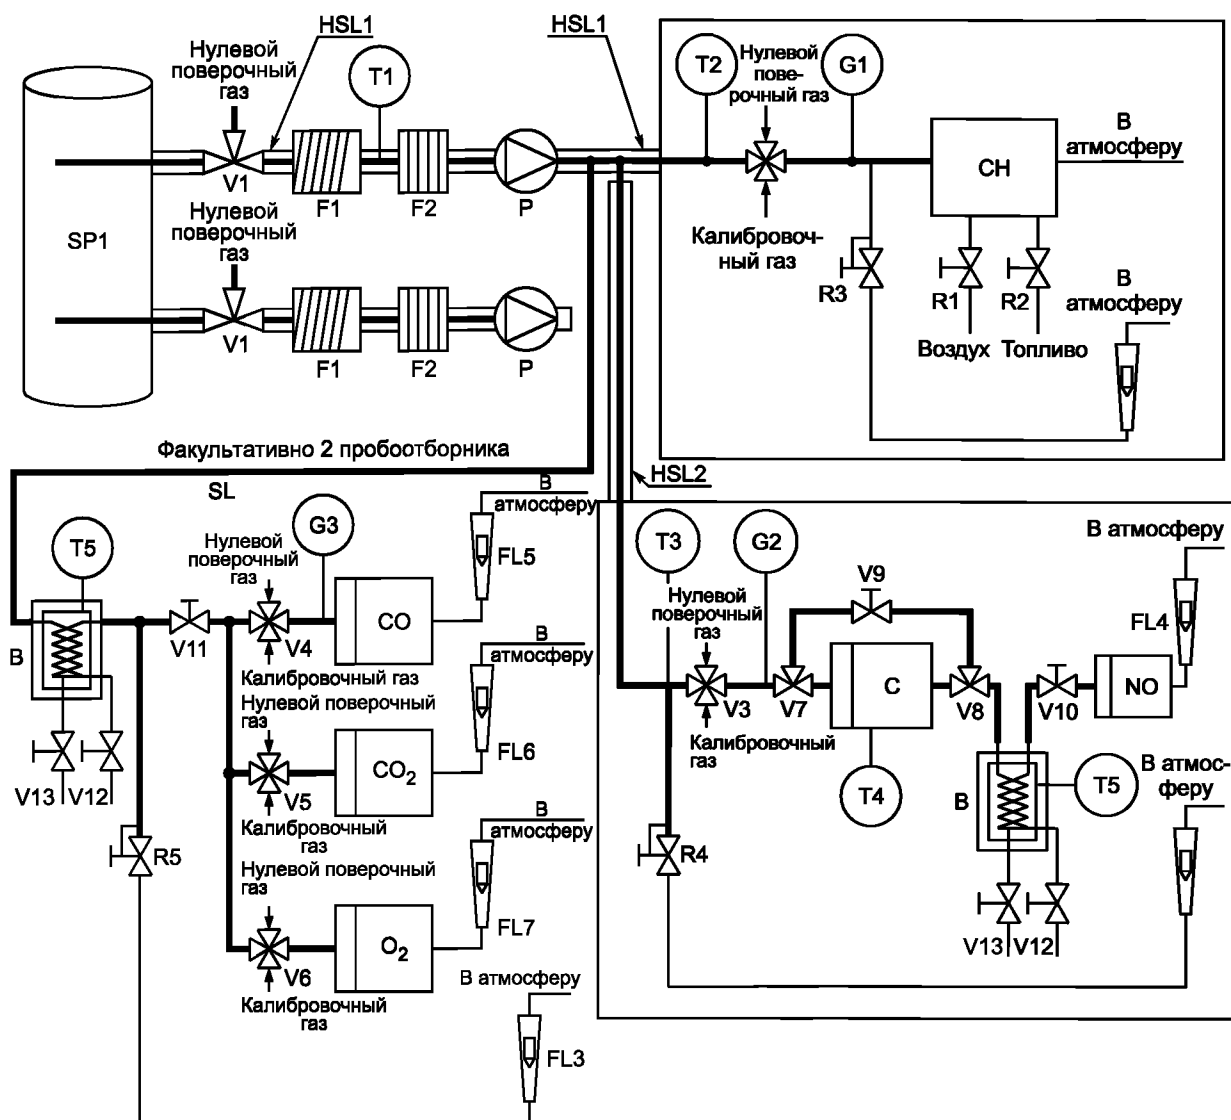 HSL1
HSL1
Нулевой
поверочный
газ
T1
T2
Нулевой
пове-
рочный газ
G1
В
атмосферу
V1
F1
F2
P
CH
SP1
Нулевой
поверочный
газ
Калибровоч-
ный газ
R3
R1
R2
В
атмосферу
V1
F1
F2
P
Воздух
Топливо
Факультативно 2 пробоотборника
SL
HSL2
В
атмосферу
T5
G3
FL5
T3
G2
В атмосферу
Нулевой
поверочный
газ
CO
V9
FL4
Нулевой
поверочный
газ
В
V11
V4
Калибровочный газ
В
атмосферу
C
NO
V3
V7
V8
V10
Нулевой поверочный
газ
CO2
FL6
Калибровочный
газ
V13
V12
V5
T4
В
T5
В атмос-
феру
Калибровочный
газ
В
атмосферу
R5
R4
Нулевой поверочный
газ
O2
FL7
V13
V12
V6
Калибровочный
газ
В атмосферу
FL3